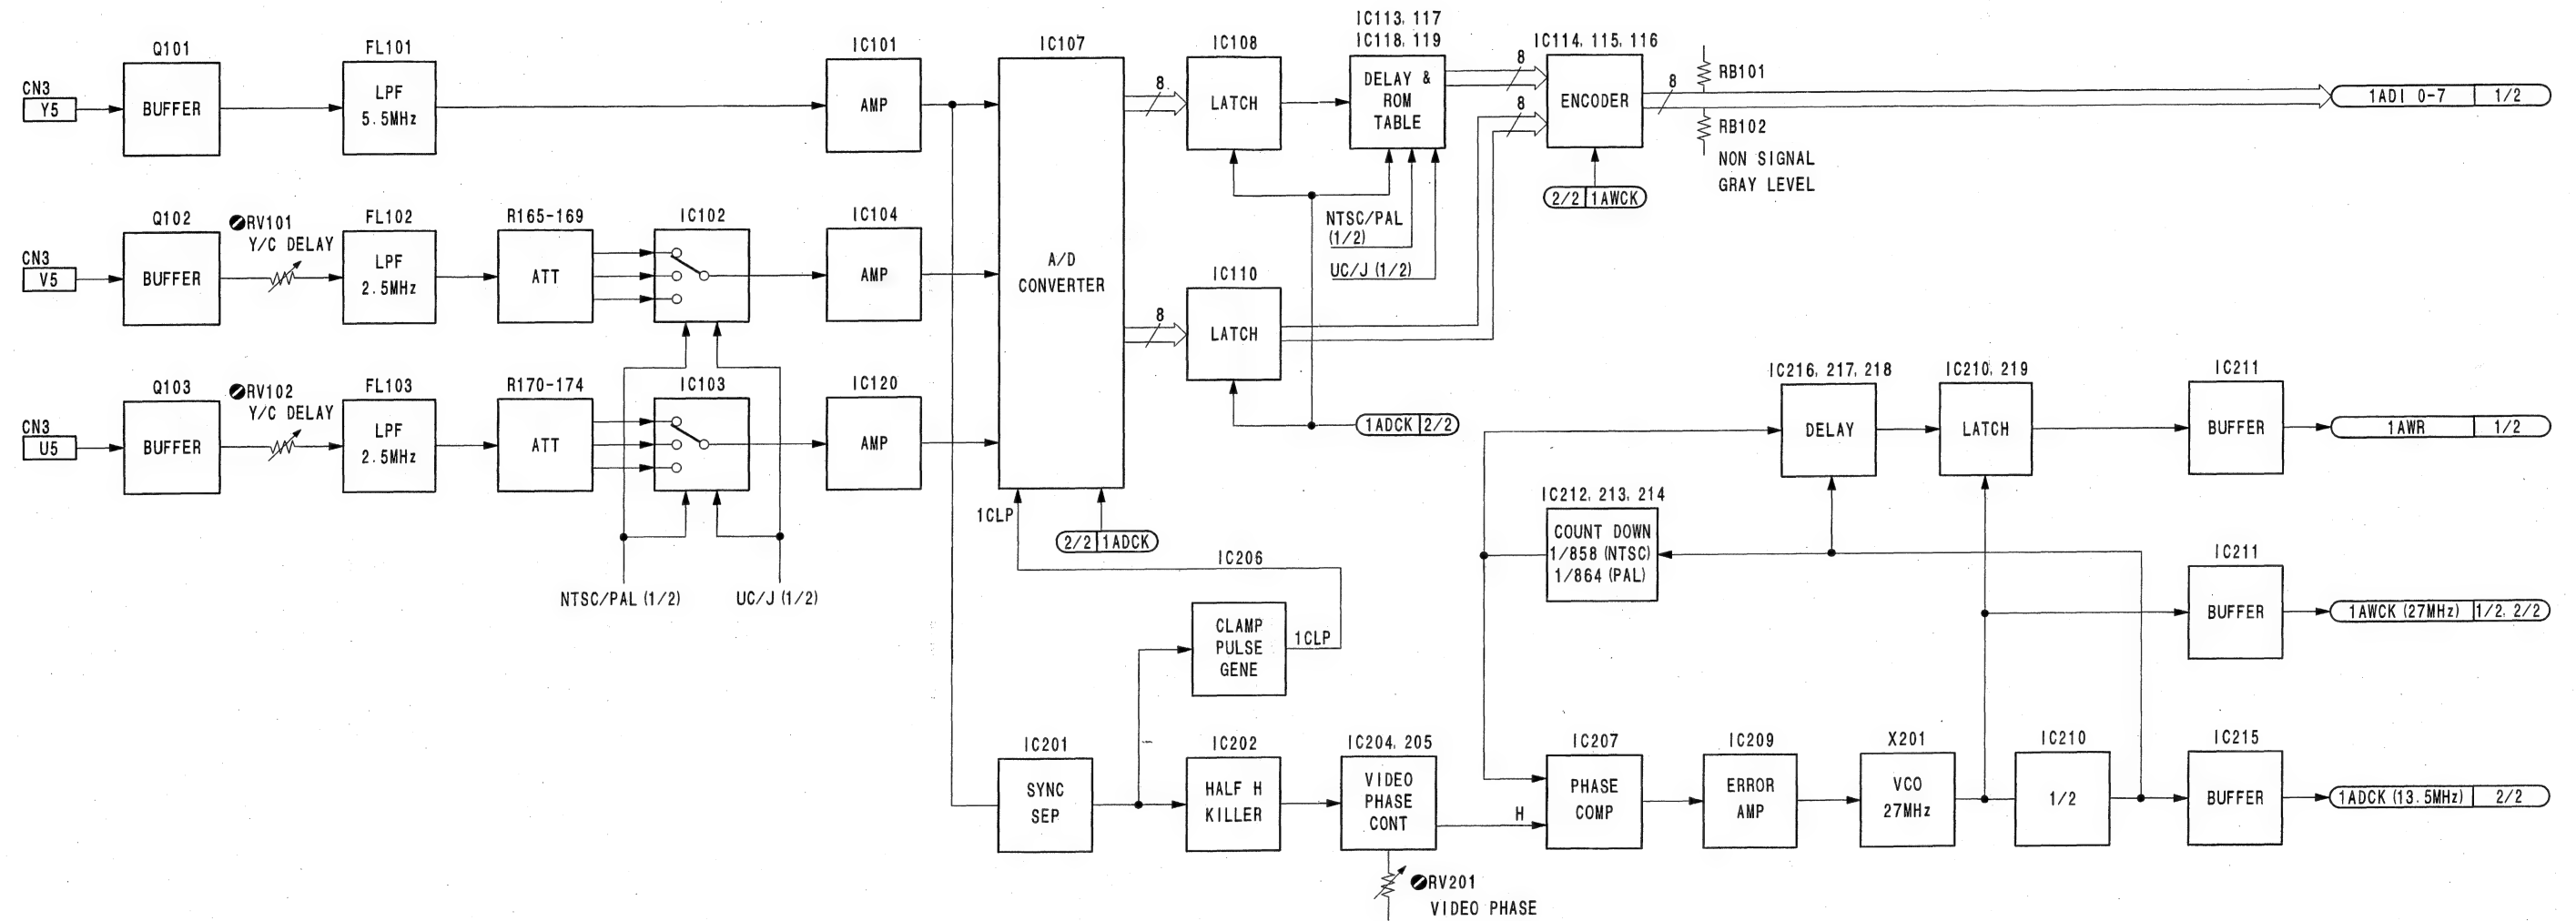 CN3
Y5
Q101
BUFFER
FL101
LPF
5.5MHz
IC101
AMP
IC107
A/D
CONVERTER
IC108
LATCH
8
IC113, 117
IC118, 119
DELAY &
ROM
TABLE
8
8
IC114, 115, 116
ENCODER
8
RB101
RB102
NON SIGNAL
GRAY LEVEL
1ADI 0-7
1/2
2/2
1AWCK
NTSC/PAL
(1/2)
UC/J (1/2)
CN3
V5
Q102
BUFFER
RV101
Y/C DELAY
FL102
LPF
2.5MHz
R165-169
ATT
IC102
IC104
AMP
8
IC110
LATCH
1ADCK
2/2
CN3
U5
Q103
BUFFER
RV102
Y/C DELAY
FL103
LPF
2.5MHz
R170-174
ATT
IC103
IC120
AMP
NTSC/PAL (1/2)
UC/J (1/2)
1CLP
2/2
1ADCK
IC206
CLAMP
PULSE
GENE
1CLP
IC216, 217, 218
DELAY
IC210, 219
LATCH
IC211
BUFFER
1AWR
1/2
IC212, 213, 214
COUNT DOWN
1/858 (NTSC)
1/864 (PAL)
IC211
BUFFER
1AWCK (27MHz)
1/2, 2/2
IC201
SYNC
SEP
IC202
HALF H
KILLER
IC204, 205
VIDEO
PHASE
CONT
H
RV201
VIDEO PHASE
IC207
PHASE
COMP
IC209
ERROR
AMP
X201
VCO
27MHz
IC210
1/2
IC215
BUFFER
1ADCK (13.5MHz)
2/2